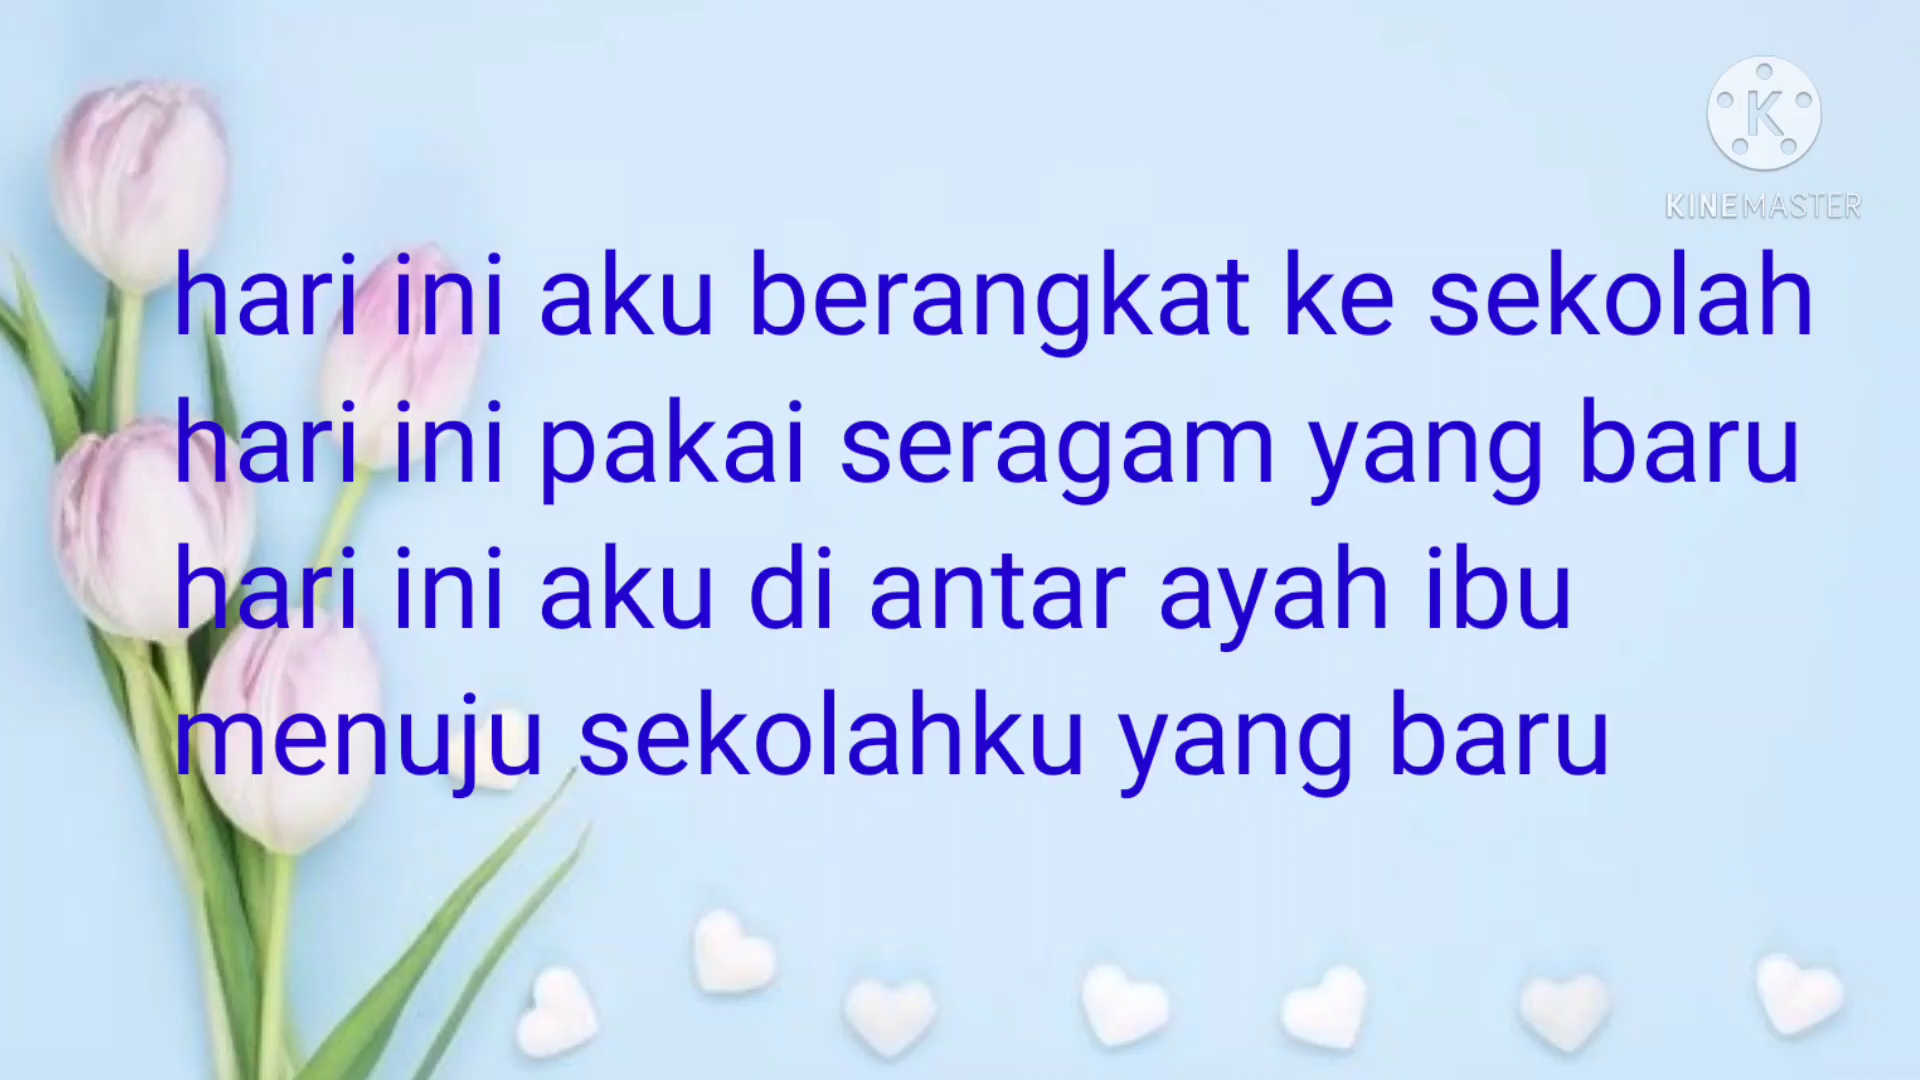 K
KINEMASTER
hari ini aku berangkat ke sekolah
hari ini pakai seragam yang baru
hari ini aku di antar ayah ibu
menuju sekolahku yang baru